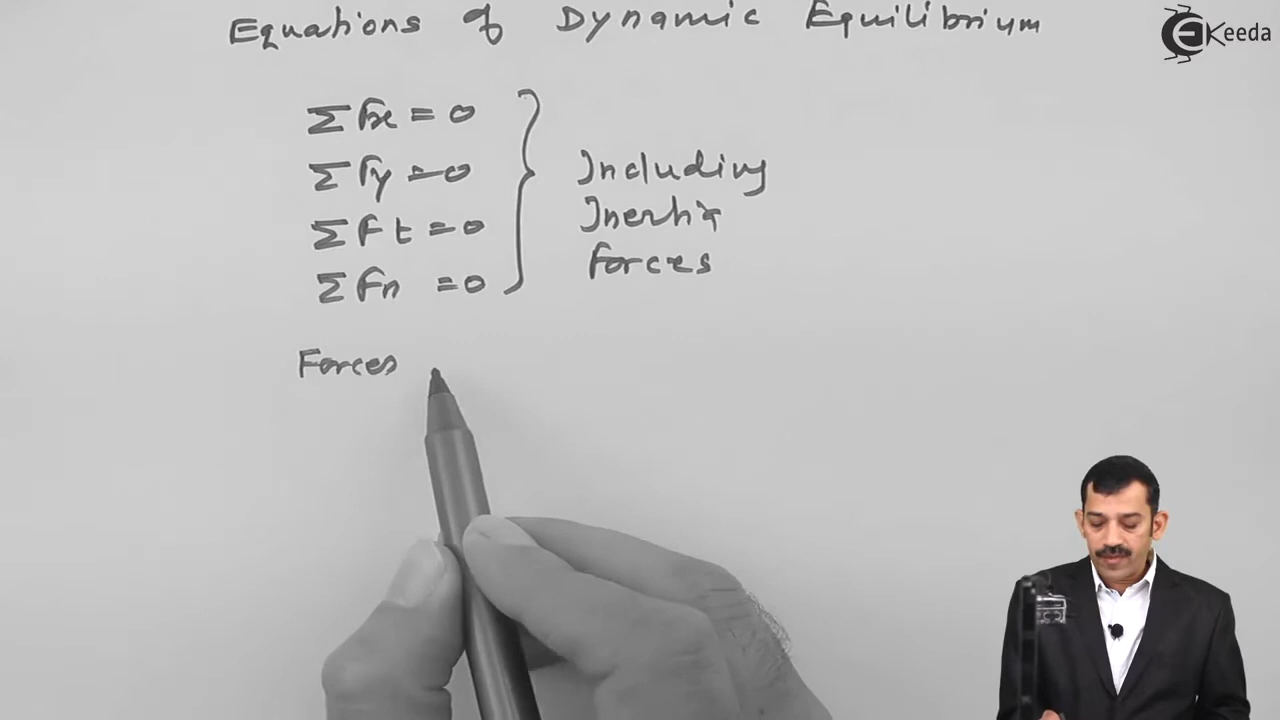 Equations of Dynamic Equilibrium
EKeeda
ΣFx = 0
ΣFy = 0
ΣFt = 0
ΣFn = 0
Including
Inertia
forces
Forces